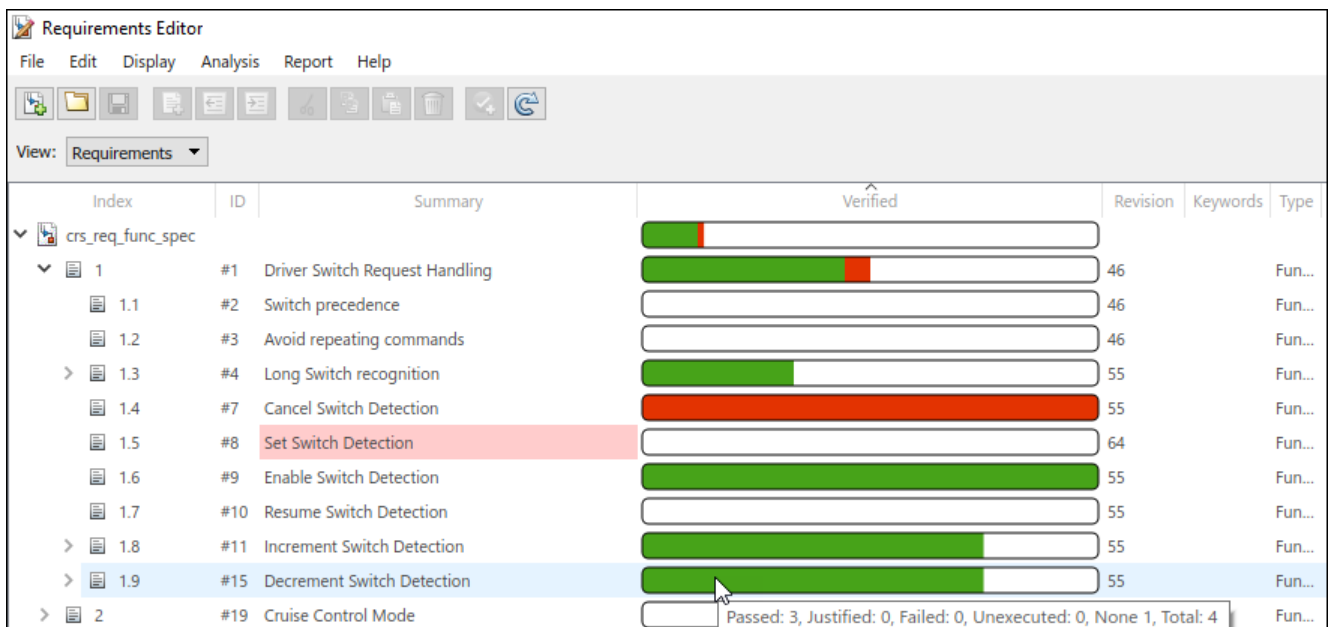 Requirements Editor
File Edit Display Analysis Report Help
View: Requirements
Index ID Summary Verified Revision Keywords Type
crs_req_func_spec
1 #1 Driver Switch Request Handling 46 Fun...
1.1 #2 Switch precedence 46 Fun...
1.2 #3 Avoid repeating commands 46 Fun...
1.3 #4 Long Switch recognition 55 Fun...
1.4 #7 Cancel Switch Detection 55 Fun...
1.5 #8 Set Switch Detection 64 Fun...
1.6 #9 Enable Switch Detection 55 Fun...
1.7 #10 Resume Switch Detection 55 Fun...
1.8 #11 Increment Switch Detection 55 Fun...
1.9 #15 Decrement Switch Detection 55 Fun...
2 #19 Cruise Control Mode Fun...
Passed: 3, Justified: 0, Failed: 0, Unexecuted: 0, None 1, Total: 4